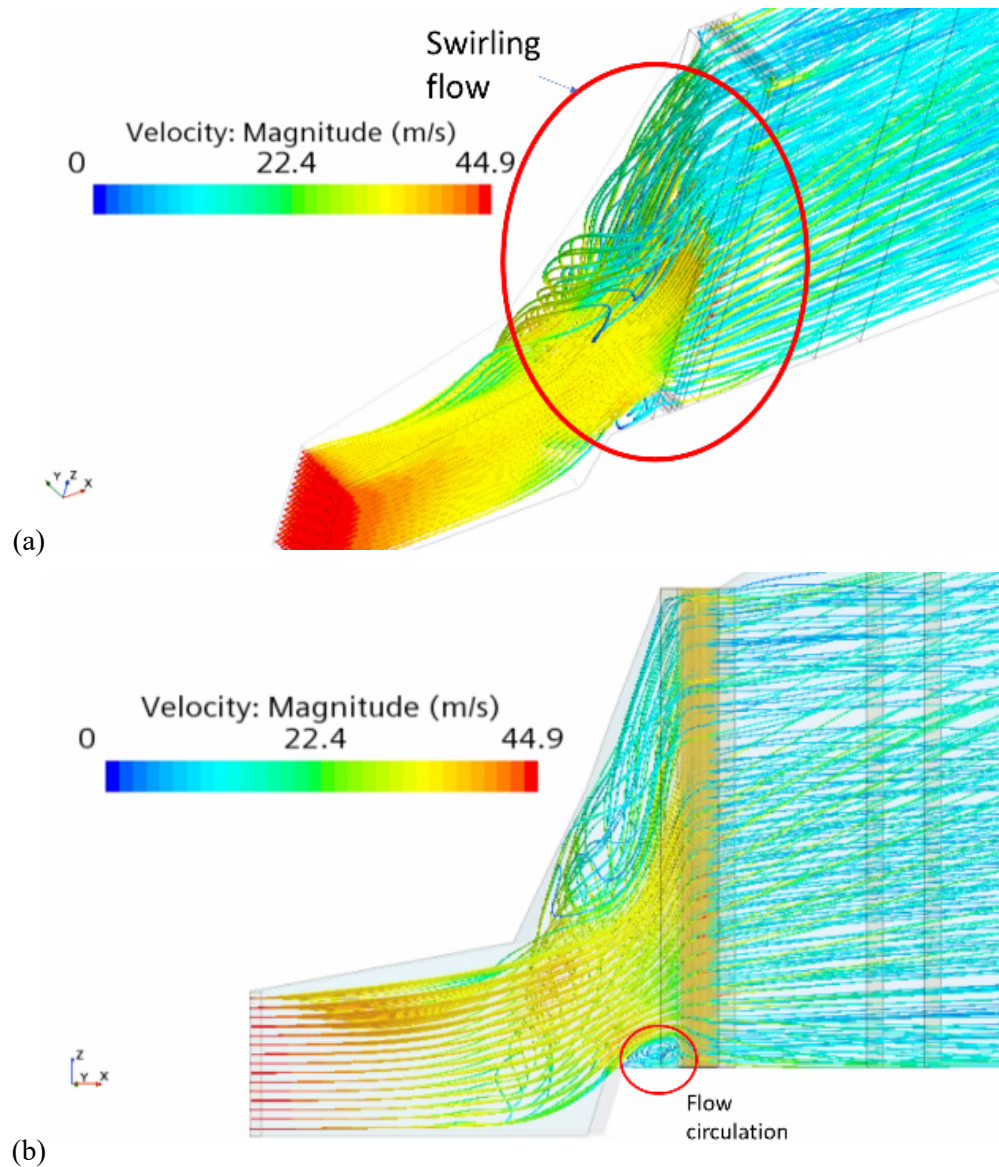 Swirling
flow
Velocity: Magnitude (m/s)
0 22.4 44.9
Y Z X
(a)
Velocity: Magnitude (m/s)
0 22.4 44.9
Z
Y X
Flow
circulation
(b)